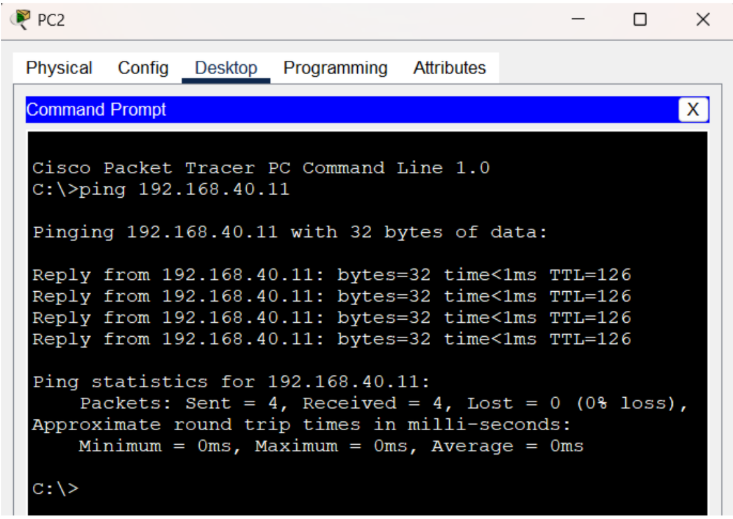 PC2
Physical Config Desktop Programming Attributes
Command Prompt X
Cisco Packet Tracer PC Command Line 1.0
C:\>ping 192.168.40.11
Pinging 192.168.40.11 with 32 bytes of data:
Reply from 192.168.40.11: bytes=32 time<1ms TTL=126
Reply from 192.168.40.11: bytes=32 time<1ms TTL=126
Reply from 192.168.40.11: bytes=32 time<1ms TTL=126
Reply from 192.168.40.11: bytes=32 time<1ms TTL=126
Ping statistics for 192.168.40.11:
Packets: Sent = 4, Received = 4, Lost = 0 (0% loss),
Approximate round trip times in milli-seconds:
Minimum = 0ms, Maximum = 0ms, Average = 0ms
C:\>